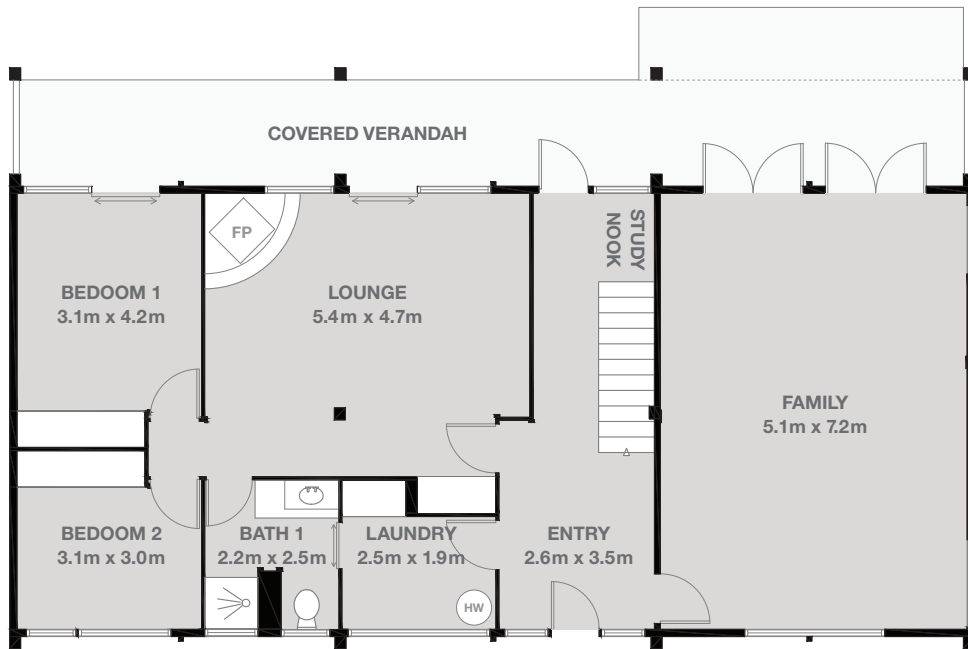 COVERED VERANDAH
STUDY
NOOK
FP
BEDOOM 1
3.1m x 4.2m
LOUNGE
5.4m x 4.7m
FAMILY
5.1m x 7.2m
BEDOOM 2
3.1m x 3.0m
BATH 1
2.2m x 2.5m
LAUNDRY
2.5m x 1.9m
ENTRY
2.6m x 3.5m
HW